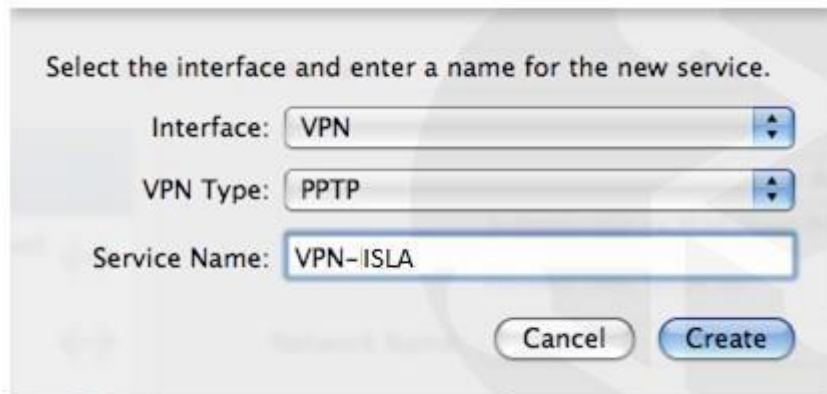 Select the interface and enter a name for the new service.
Interface: VPN
VPN Type: PPTP
Service Name: VPN-ISLA
Cancel Create